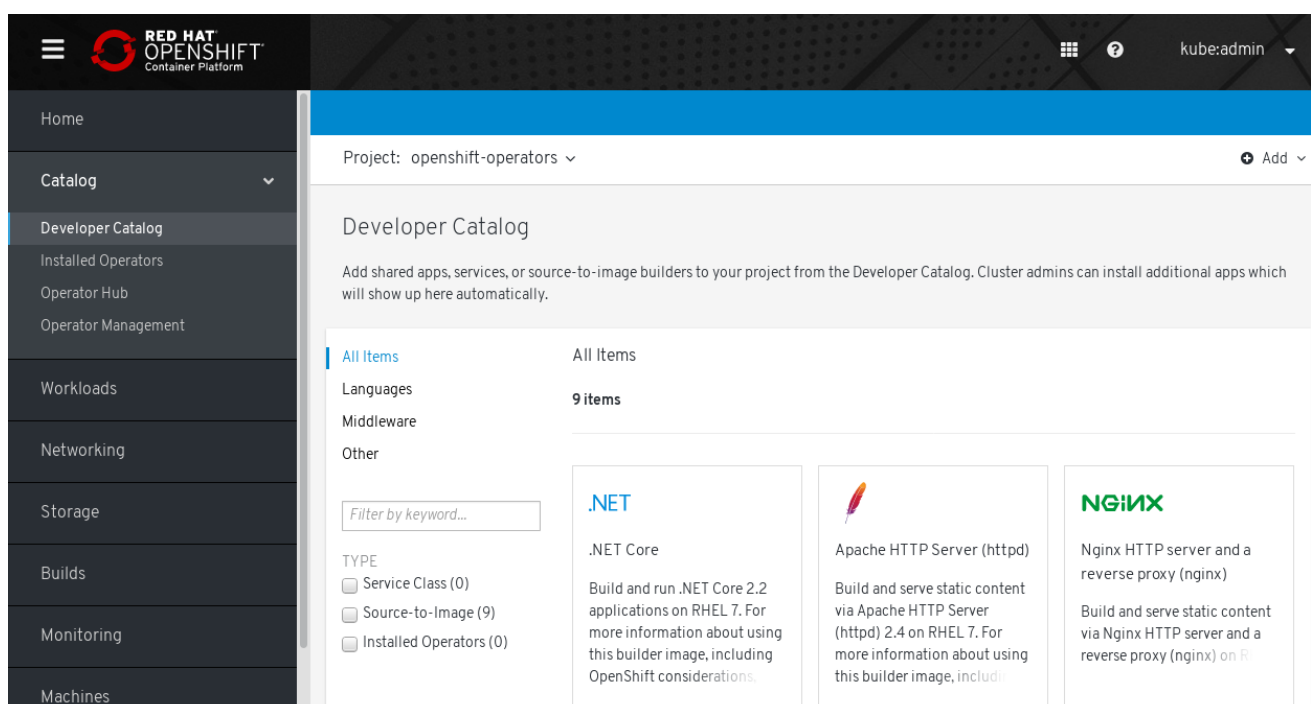 RED HAT
OPENSHIFT
Container Platform
kube:admin
Home
Catalog
Developer Catalog
Installed Operators
Operator Hub
Operator Management
Workloads
Networking
Storage
Builds
Monitoring
Machines
Project: openshift-operators
Add
Developer Catalog
Add shared apps, services, or source-to-image builders to your project from the Developer Catalog. Cluster admins can install additional apps which
will show up here automatically.
All Items
Languages
Middleware
Other
Filter by keyword...
TYPE
Service Class (0)
Source-to-Image (9)
Installed Operators (0)
All Items
9 items
.NET
.NET Core
Build and run .NET Core 2.2
applications on RHEL 7. For
more information about using
this builder image, including
OpenShift considerations,
Apache HTTP Server (httpd)
Build and serve static content
via Apache HTTP Server
(httpd) 2.4 on RHEL 7. For
more information about using
this builder image, includi
NGINX
Nginx HTTP server and a
reverse proxy (nginx)
Build and serve static content
via Nginx HTTP server and a
reverse proxy (nginx) on R